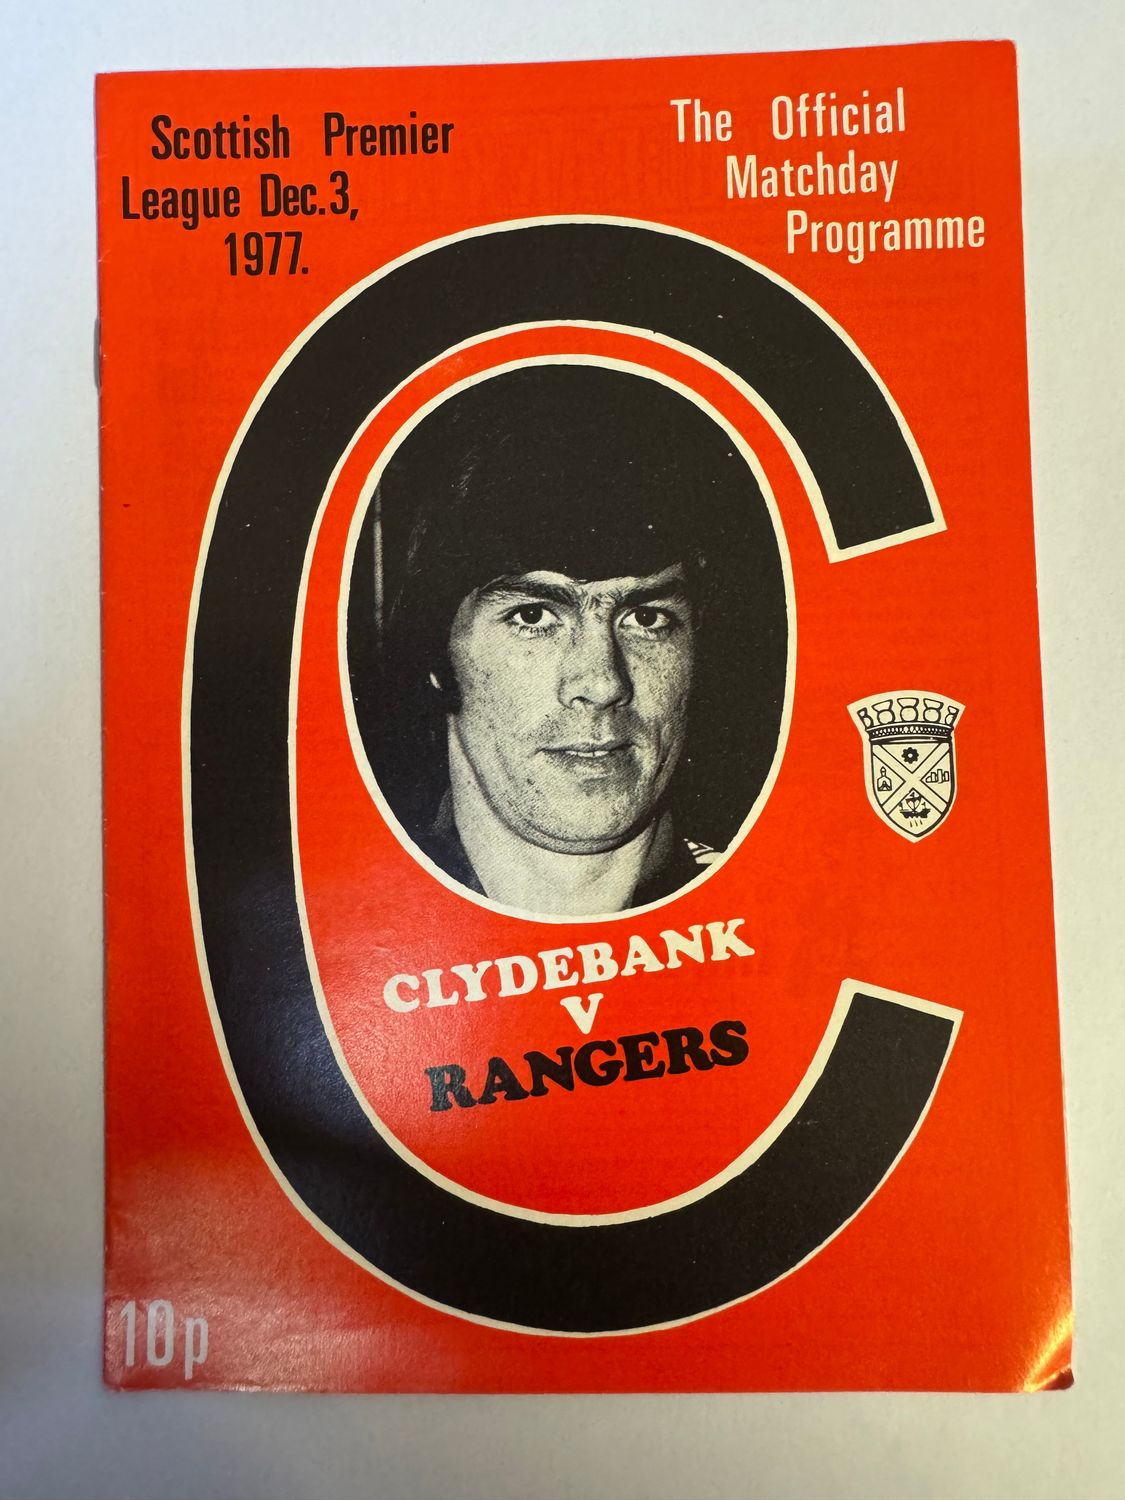 Scottish Premier
League Dec.3,
1977.
The Official
Matchday
Programme
CLYDEBANK
V
RANGERS
10p